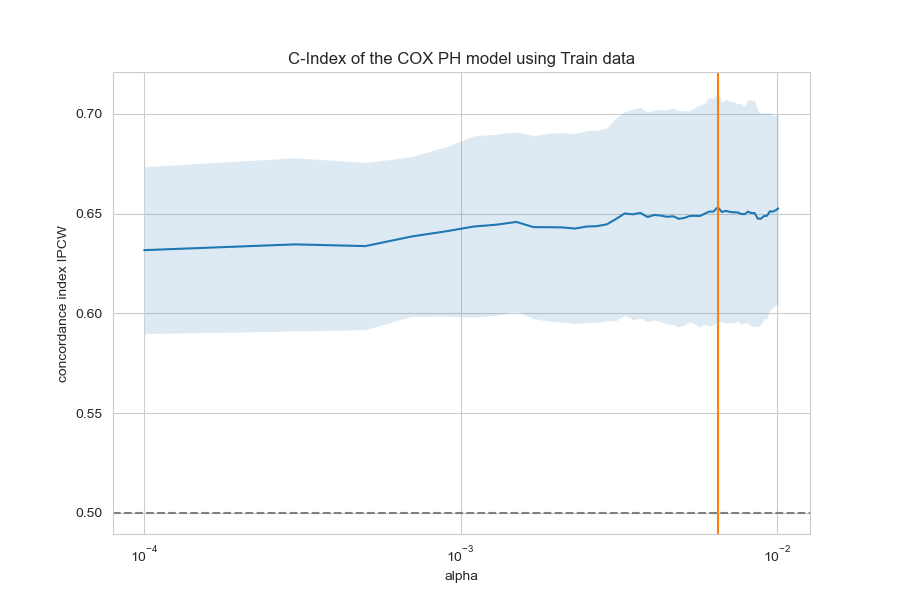 C-Index of the COX PH model using Train data
concordance index IPCW
0.70
0.65
0.60
0.55
0.50
10⁻⁴ 10⁻³ 10⁻²
alpha